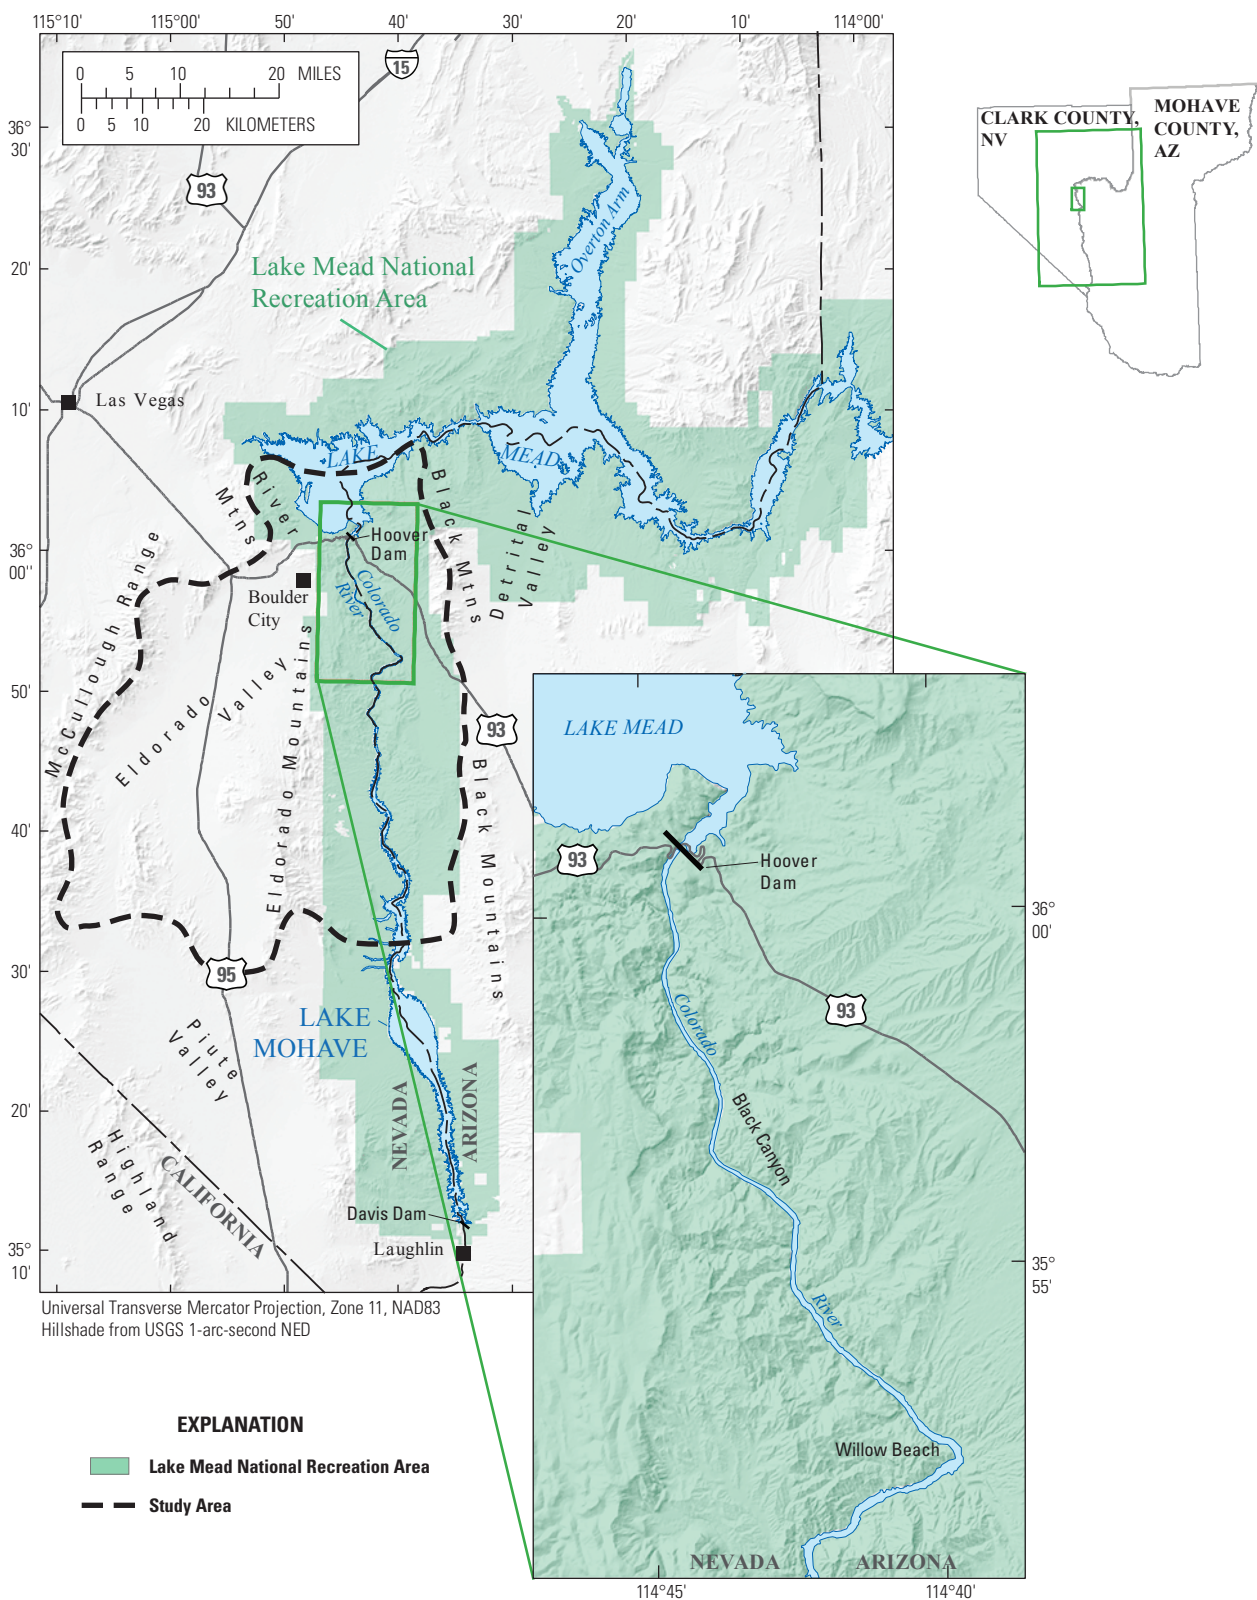 115°10'
115°00'
50'
40'
30'
20'
10'
114°00'
0 5 10 20 MILES
0 5 10 20 KILOMETERS
15
93
36°
30'
20'
10'
36°
00"
50'
40'
30'
20'
35°
10'
CLARK COUNTY,
NV
MOHAVE
COUNTY,
AZ
Lake Mead National
Recreation Area
Overton Arm
Las Vegas
LAKE
MEAD
River
Mtns
Black Mtns
Detrital
Valley
Hoover
Dam
Boulder
City
Colorado
River
McCullough Range
Eldorado
Valley
Eldorado Mountains
93
Black Mountains
95
Piute
Valley
LAKE
MOHAVE
NEVADA
ARIZONA
Highland
Range
CALIFORNIA
Davis Dam
Laughlin
LAKE MEAD
93
Hoover
Dam
36°
00'
Colorado
93
Black Canyon
35°
55'
River
Willow Beach
NEVADA
ARIZONA
114°45'
114°40'
Universal Transverse Mercator Projection, Zone 11, NAD83
Hillshade from USGS 1-arc-second NED
EXPLANATION
Lake Mead National Recreation Area
Study Area